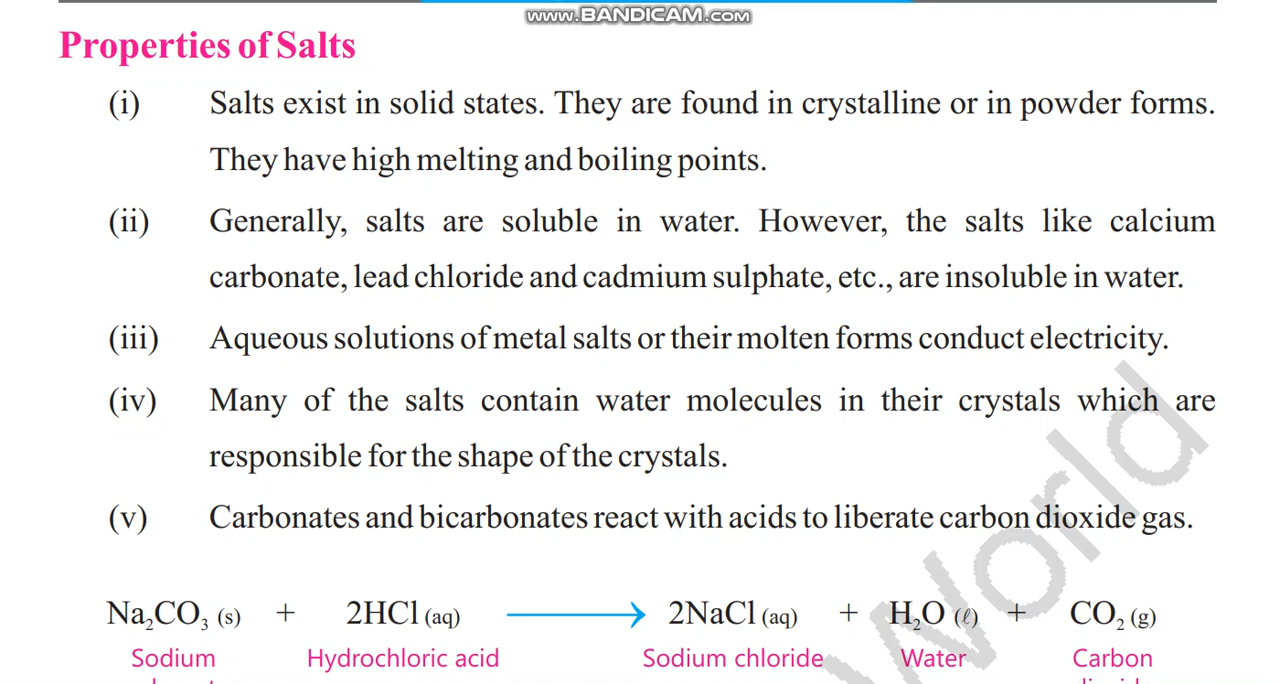 www.BANDICAM.com
Properties of Salts
(i) Salts exist in solid states. They are found in crystalline or in powder forms.
They have high melting and boiling points.
(ii) Generally, salts are soluble in water. However, the salts like calcium
carbonate, lead chloride and cadmium sulphate, etc., are insoluble in water.
(iii) Aqueous solutions of metal salts or their molten forms conduct electricity.
(iv) Many of the salts contain water molecules in their crystals which are
responsible for the shape of the crystals.
(v) Carbonates and bicarbonates react with acids to liberate carbon dioxide gas.
Na₂CO₃ (s) + 2HCl (aq) ⟶ 2NaCl (aq) + H₂O (ℓ) + CO₂ (g)
Sodium Hydrochloric acid Sodium chloride Water Carbon
World